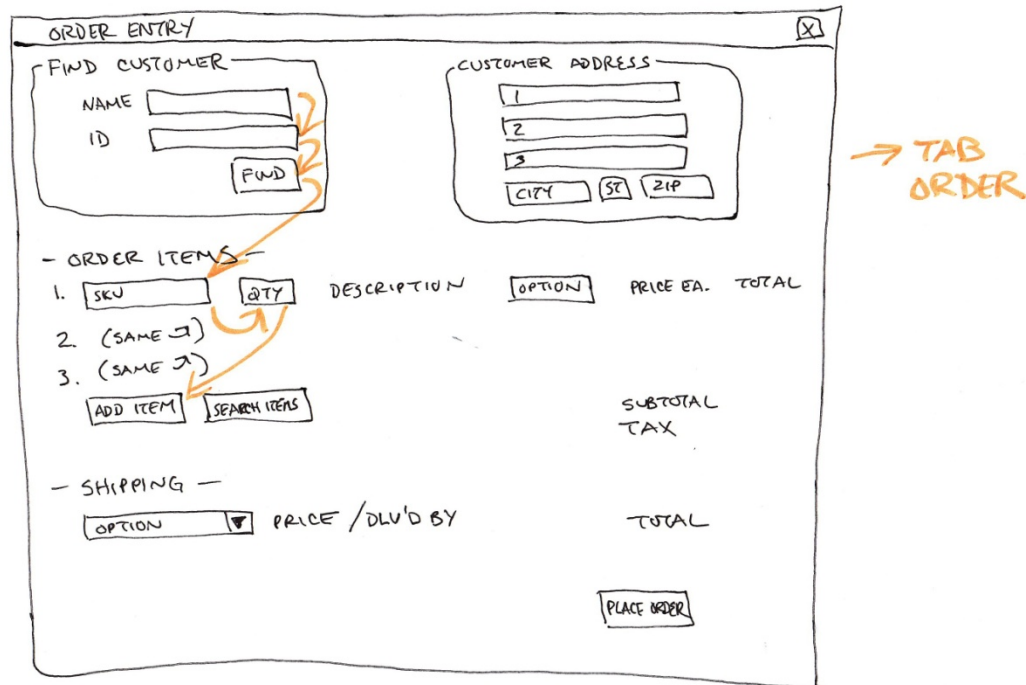 ORDER ENTRY X
FIND CUSTOMER
NAME
ID
FIND
CUSTOMER ADDRESS
1
2
3
CITY ST ZIP
→ TAB
ORDER
- ORDER ITEMS -
1. SKU QTY DESCRIPTION OPTION PRICE EA. TOTAL
2. (SAME ↗)
3. (SAME ↗)
ADD ITEM SEARCH ITEMS
SUBTOTAL
TAX
- SHIPPING -
OPTION ▼ PRICE / DLV'D BY TOTAL
PLACE ORDER